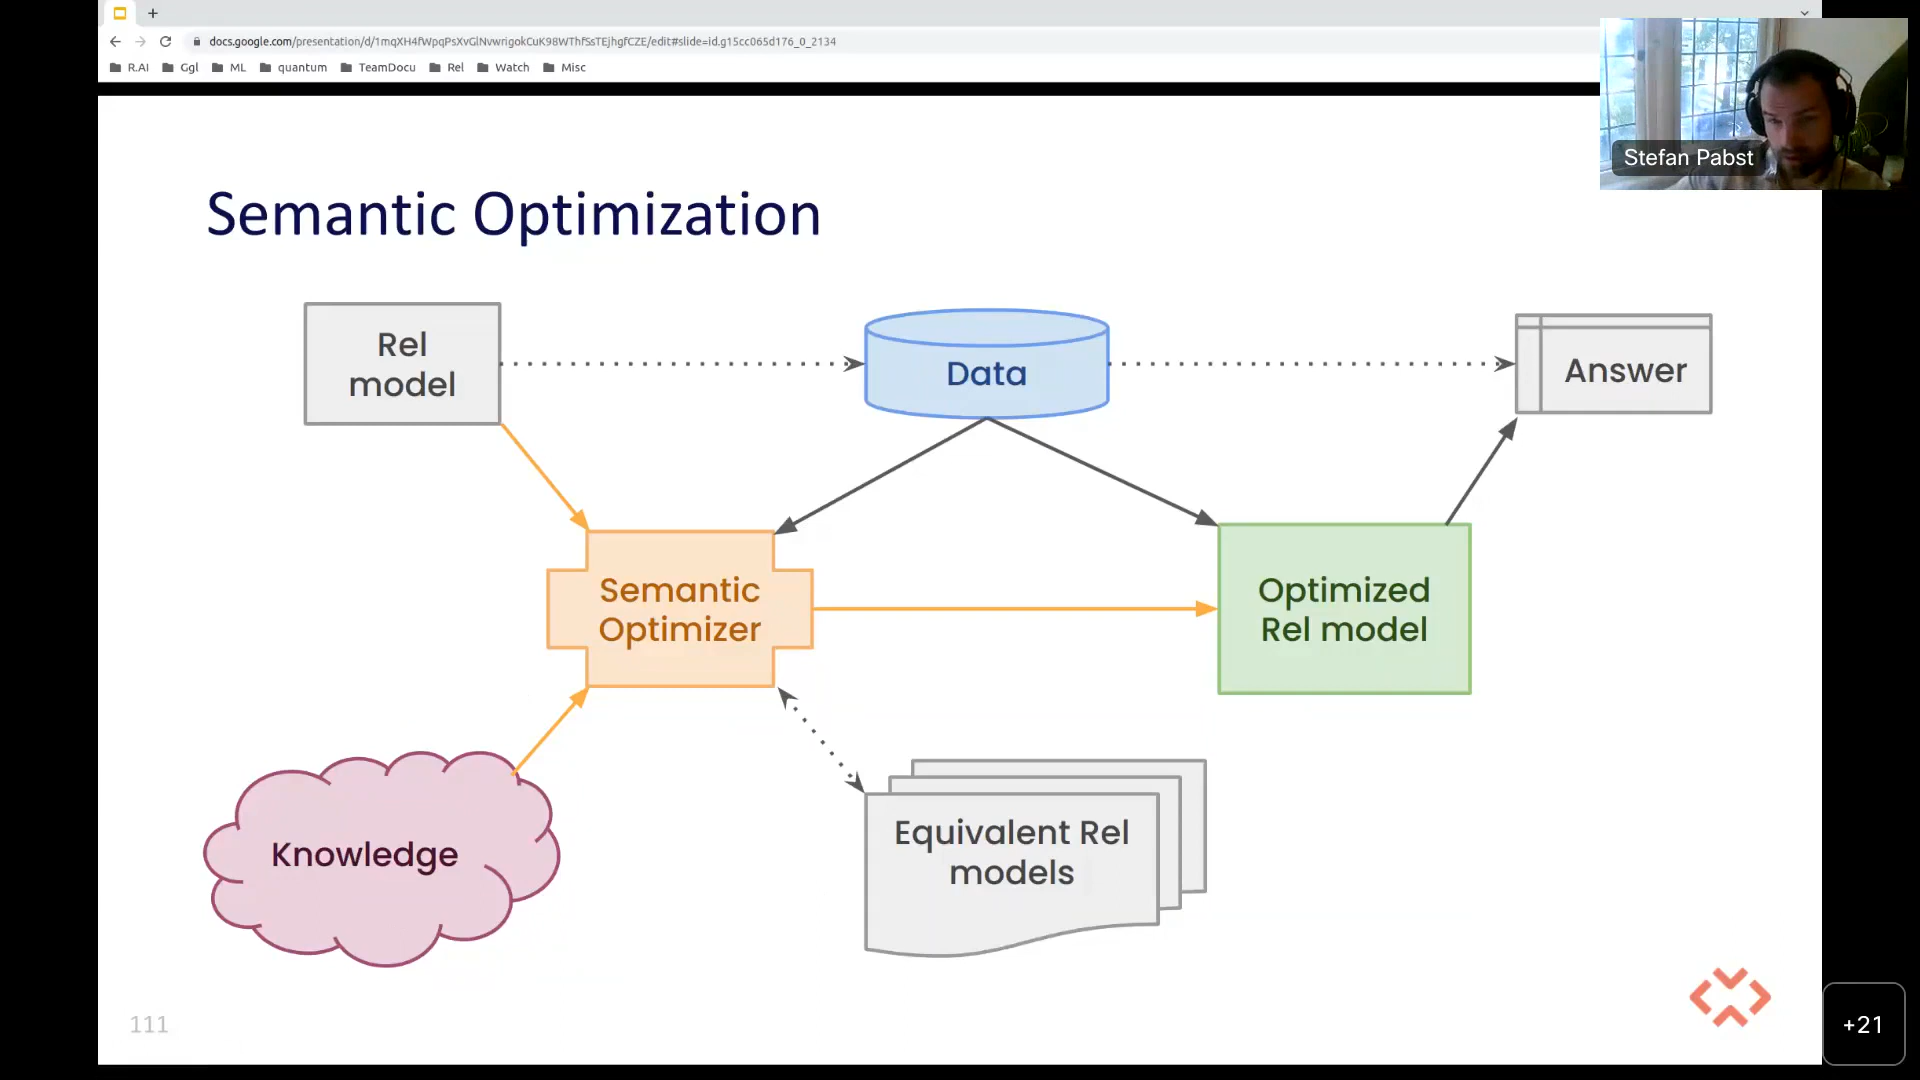 docs.google.com/presentation/d/1mqXH4fWpqPsXvGlNvwrigokCuK98WThfSsTEjhgfCZE/edit#slide=id.g15cc065d176_0_2134
R.AI Ggl ML quantum TeamDocu Rel Watch Misc
Stefan Pabst
Semantic Optimization
Rel
model
Data
Answer
Semantic
Optimizer
Optimized
Rel model
Knowledge
Equivalent Rel
models
111
+21